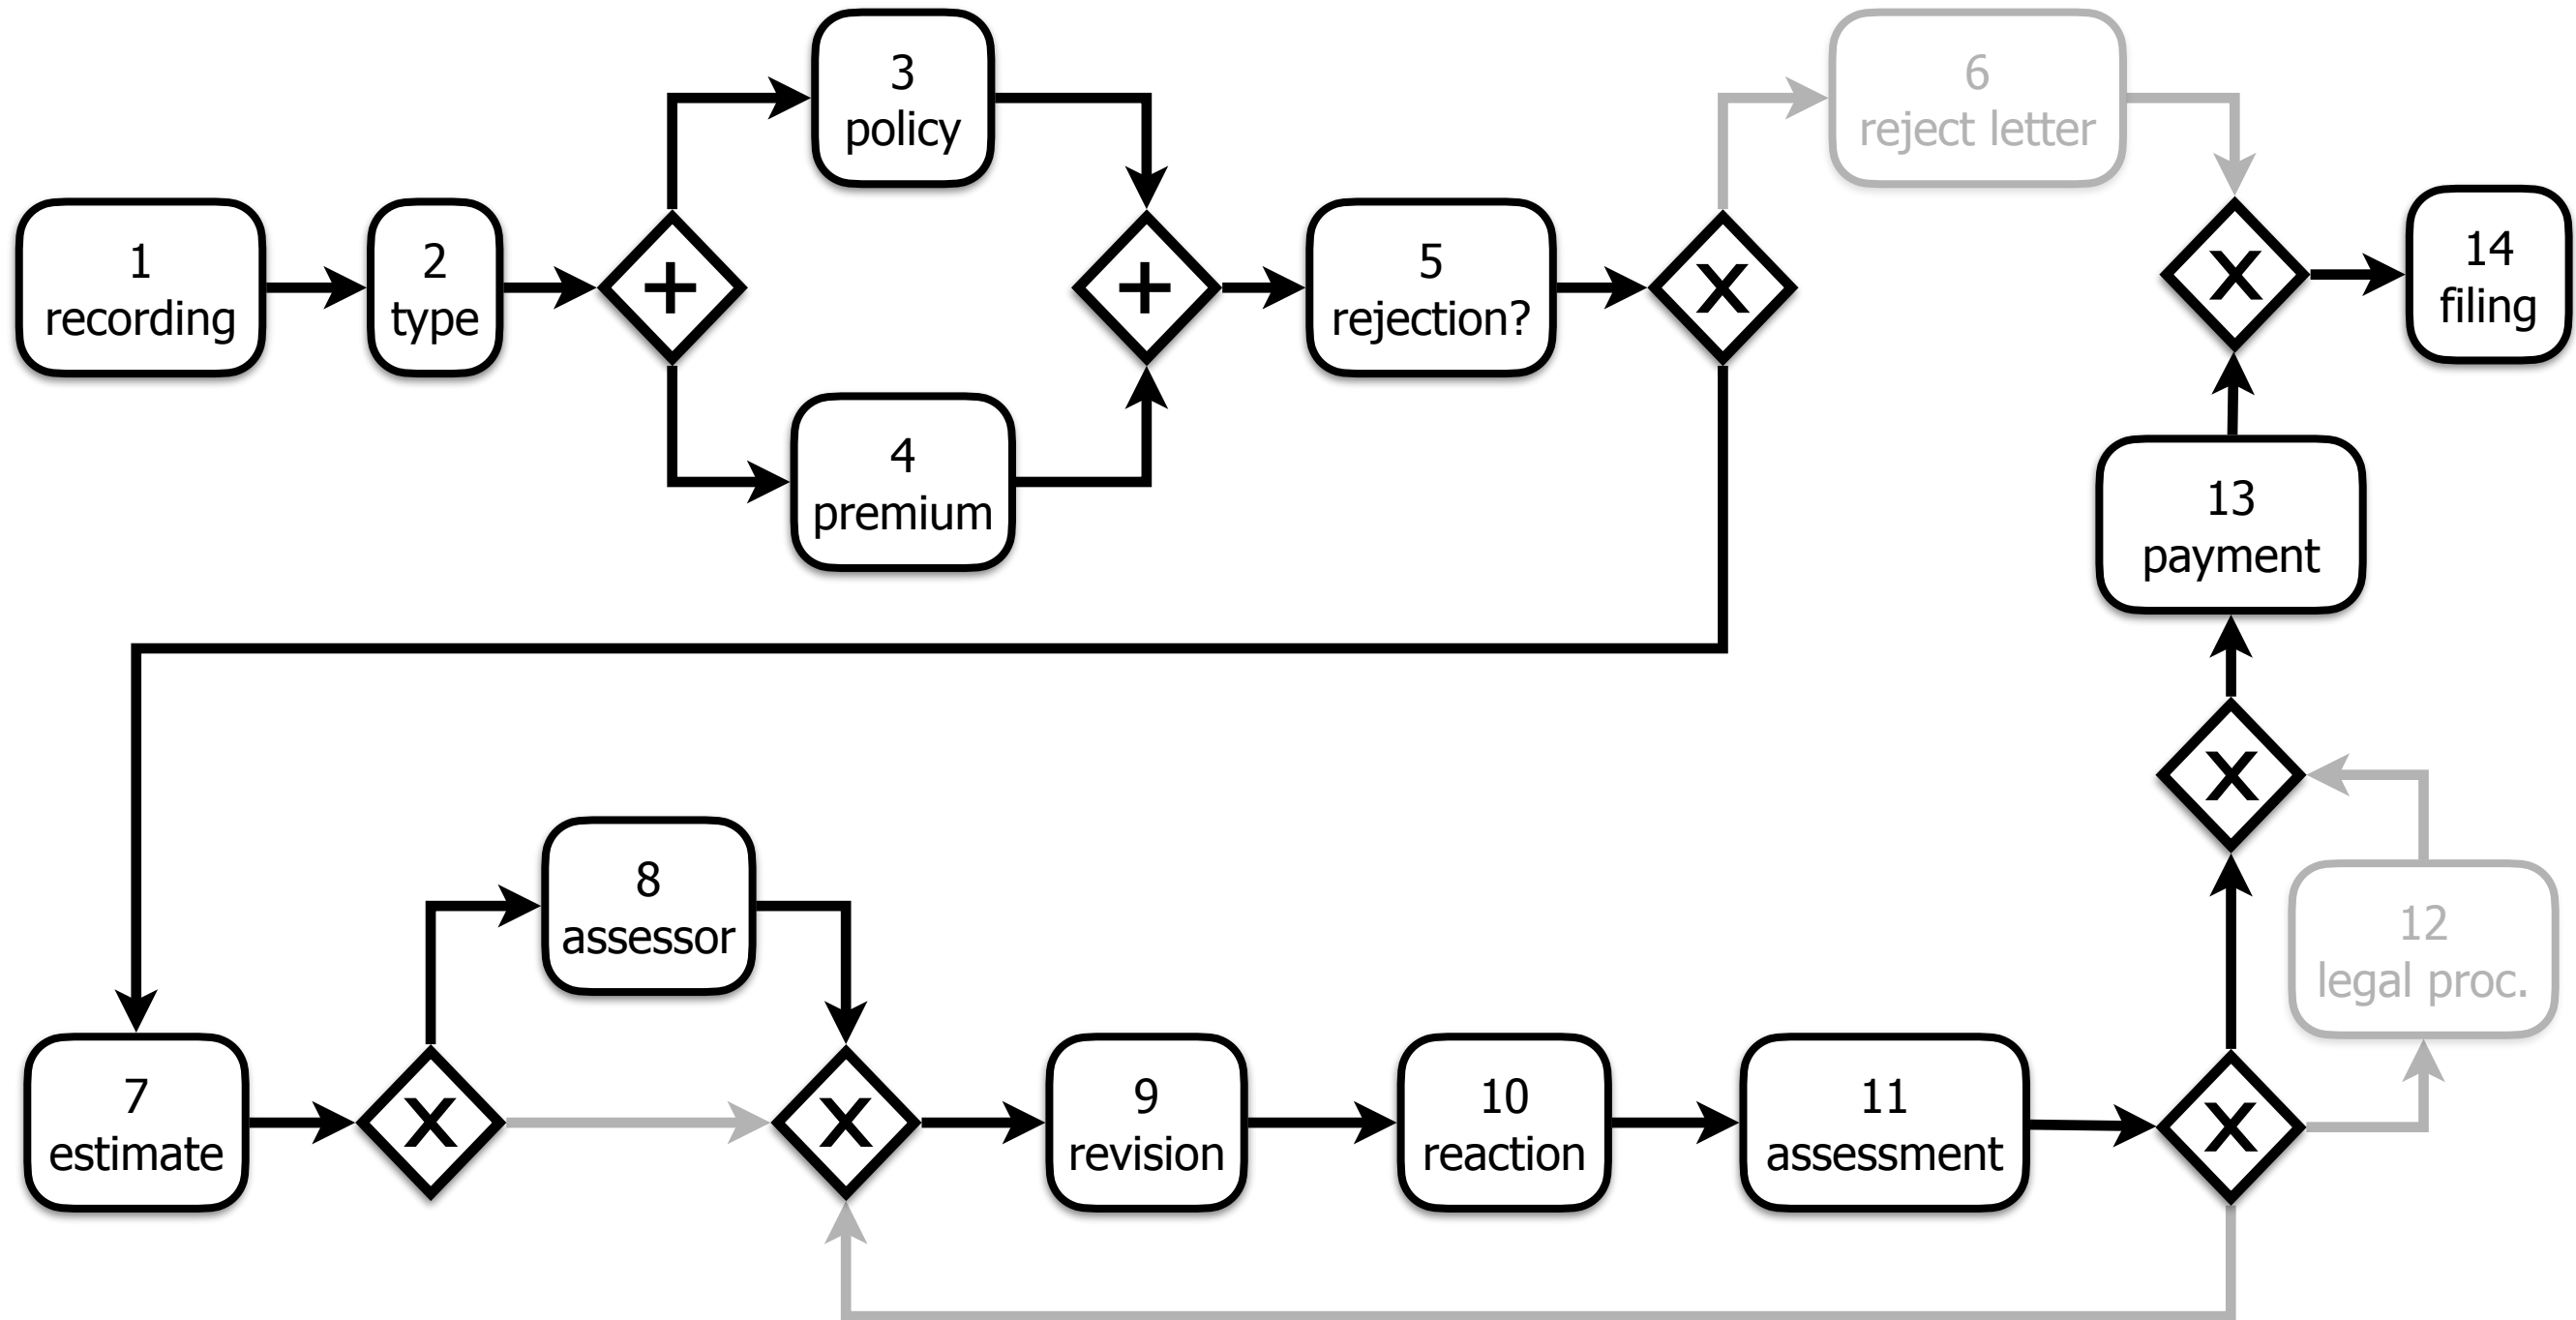 1
recording
2
type
+
3
policy
4
premium
+
5
rejection?
X
6
reject letter
X
14
filing
13
payment
X
12
legal proc.
7
estimate
X
8
assessor
X
9
revision
10
reaction
11
assessment
X